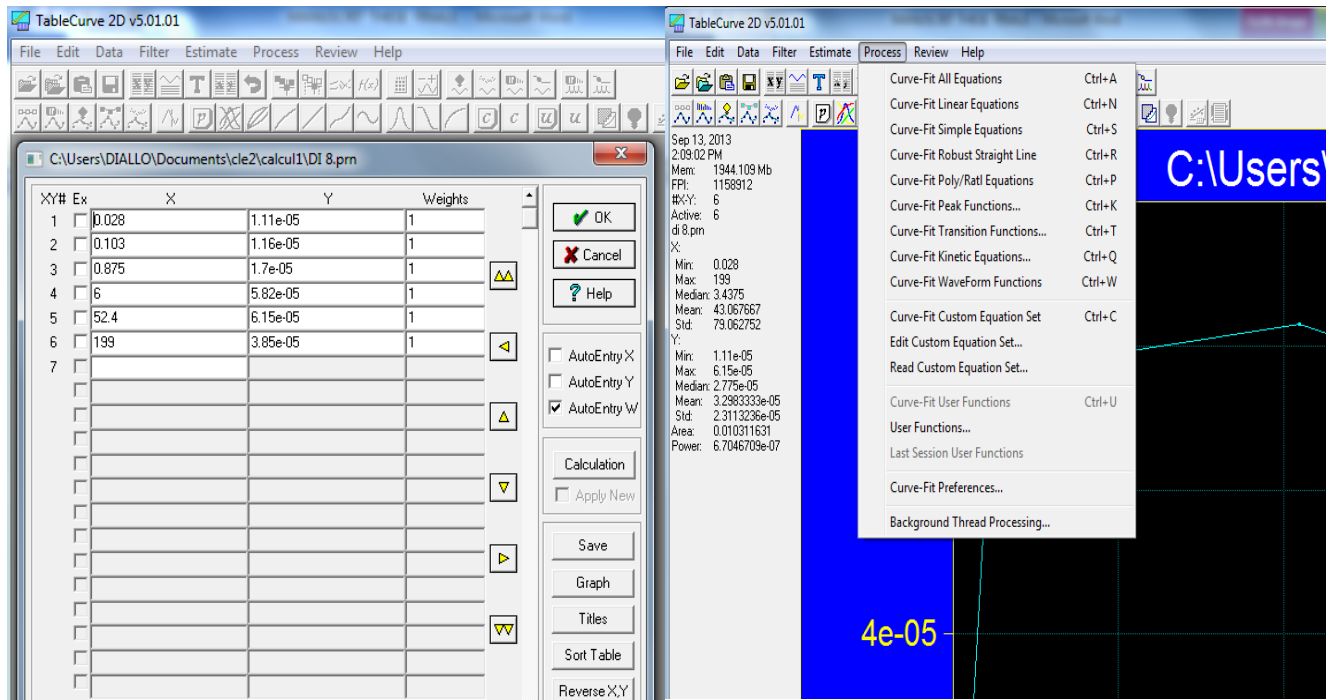 TableCurve 2D v5.01.01
File Edit Data Filter Estimate Process Review Help
C:\Users\DIALLO\Documents\cle2\calcul1\DI 8.prn
XY# Ex X Y Weights
1 0.028 1.11e-05 1
2 0.103 1.16e-05 1
3 0.875 1.7e-05 1
4 6 5.82e-05 1
5 52.4 6.15e-05 1
6 199 3.85e-05 1
7
OK
Cancel
Help
AutoEntry X
AutoEntry Y
AutoEntry W
Calculation
Apply New
Save
Graph
Titles
Sort Table
Reverse X,Y
TableCurve 2D v5.01.01
File Edit Data Filter Estimate Process Review Help
Sep 13, 2013
2:09:02 PM
Mem: 1944.109 Mb
FPI: 1158912
#X-Y: 6
Active: 6
di 8.prn
X:
Min: 0.028
Max: 199
Median: 3.4375
Mean: 43.067667
Std: 79.062752
Y:
Min: 1.11e-05
Max: 6.15e-05
Median: 2.775e-05
Mean: 3.2983333e-05
Std: 2.3113236e-05
Area: 0.010311631
Power: 6.7046709e-07
Curve-Fit All Equations Ctrl+A
Curve-Fit Linear Equations Ctrl+N
Curve-Fit Simple Equations Ctrl+S
Curve-Fit Robust Straight Line Ctrl+R
Curve-Fit Poly/Ratl Equations Ctrl+P
Curve-Fit Peak Functions... Ctrl+K
Curve-Fit Transition Functions... Ctrl+T
Curve-Fit Kinetic Equations... Ctrl+Q
Curve-Fit WaveForm Functions Ctrl+W
Curve-Fit Custom Equation Set Ctrl+C
Edit Custom Equation Set...
Read Custom Equation Set...
Curve-Fit User Functions Ctrl+U
User Functions...
Last Session User Functions
Curve-Fit Preferences...
Background Thread Processing...
C:\Users\
4e-05